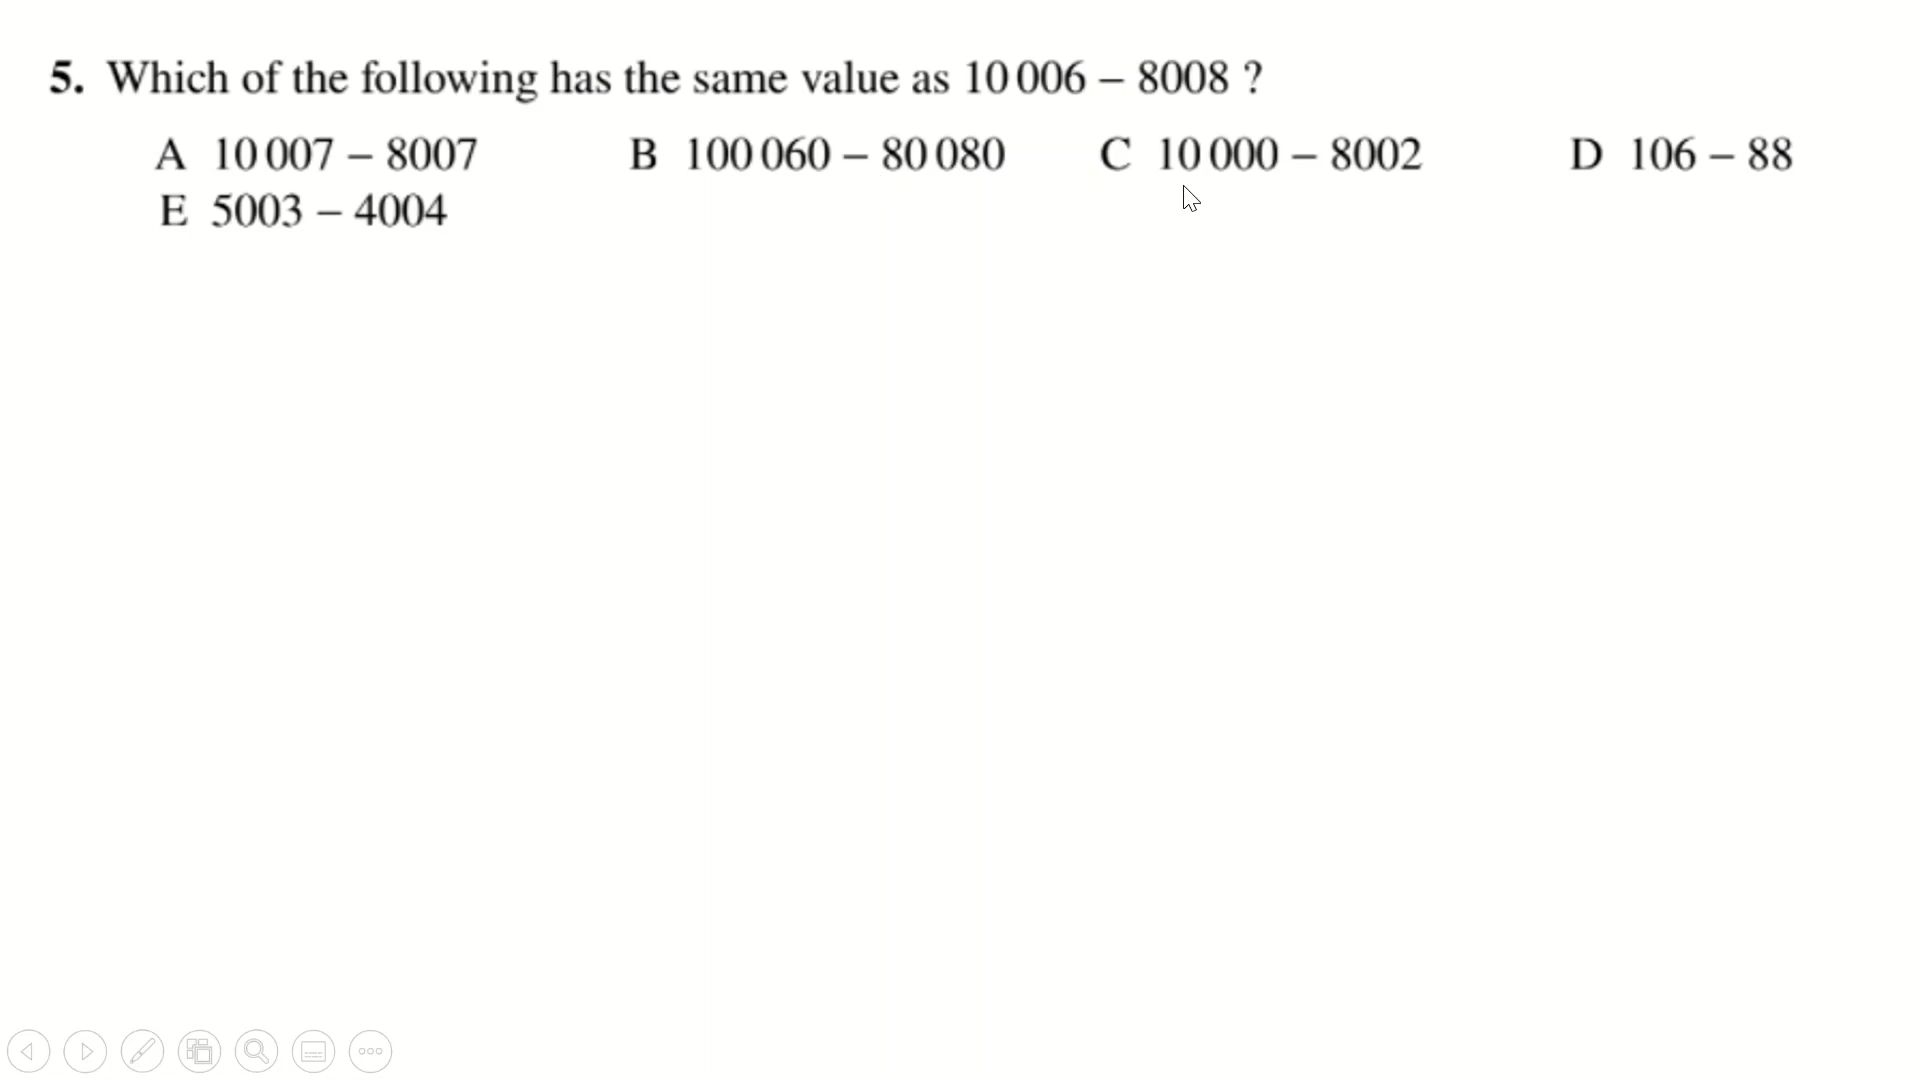 5. Which of the following has the same value as 10 006 – 8008 ?
A 10 007 – 8007 B 100 060 – 80 080 C 10 000 – 8002 D 106 – 88
E 5003 – 4004